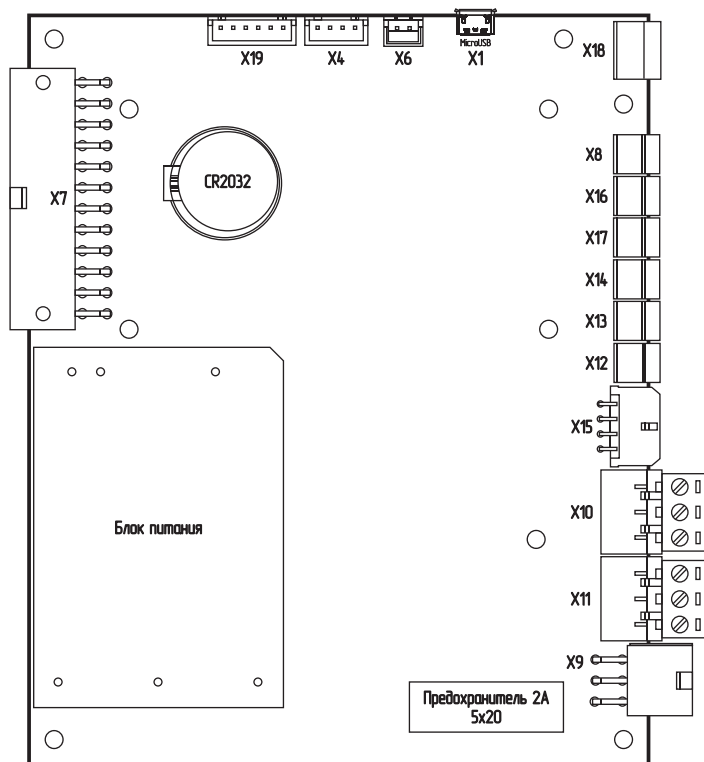 X19
X4
X6
MicroUSB
X1
X18
X7
CR2032
X8
X16
X17
X14
X13
X12
X15
X10
Блок питания
X11
X9
Предохранитель 2А
5x20